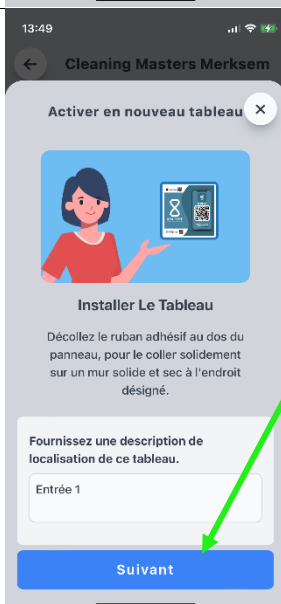 13:49
Cleaning Masters Merksem
Activer en nouveau tableau
Installer Le Tableau
Décollez le ruban adhésif au dos du
panneau, pour le coller solidement
sur un mur solide et sec à l'endroit
désigné.
Fournissez une description de
localisation de ce tableau.
Entrée 1
Suivant